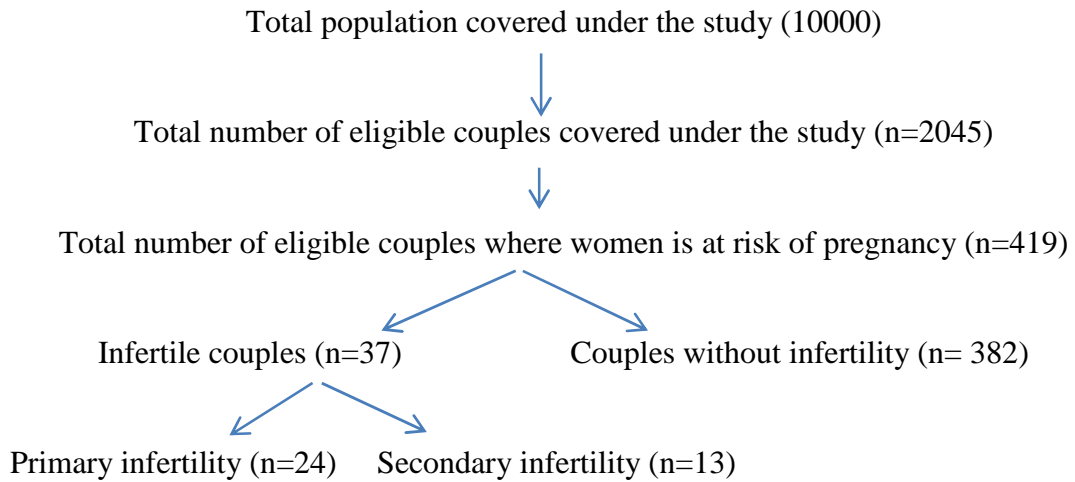 Total population covered under the study (10000)
Total number of eligible couples covered under the study (n=2045)
Total number of eligible couples where women is at risk of pregnancy (n=419)
Infertile couples (n=37)
Couples without infertility (n= 382)
Primary infertility (n=24)
Secondary infertility (n=13)